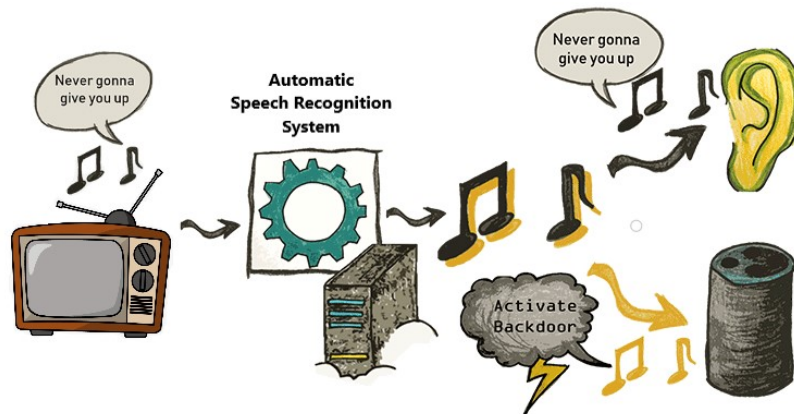 Never gonna
give you up
Automatic
Speech Recognition
System
Never gonna
give you up
Activate
Backdoor